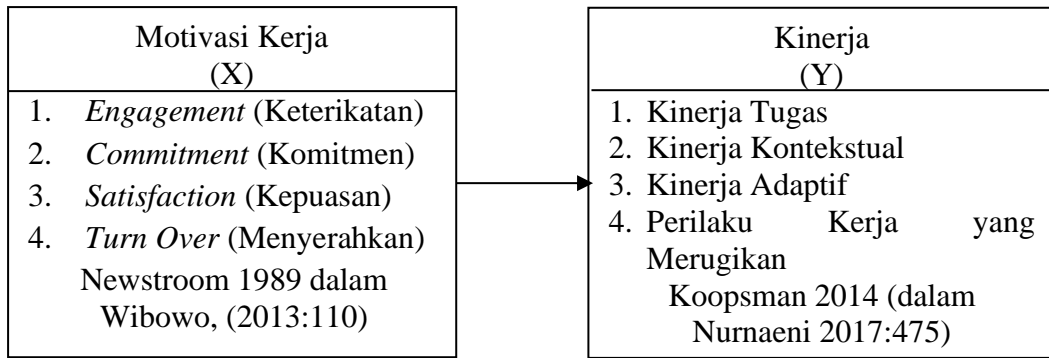 Motivasi Kerja
(X)
1. Engagement (Keterikatan)
2. Commitment (Komitmen)
3. Satisfaction (Kepuasan)
4. Turn Over (Menyerahkan)
Newstroom 1989 dalam
Wibowo, (2013:110)
Kinerja
(Y)
1. Kinerja Tugas
2. Kinerja Kontekstual
3. Kinerja Adaptif
4. Perilaku Kerja yang
Merugikan
Koopsman 2014 (dalam
Nurnaeni 2017:475)